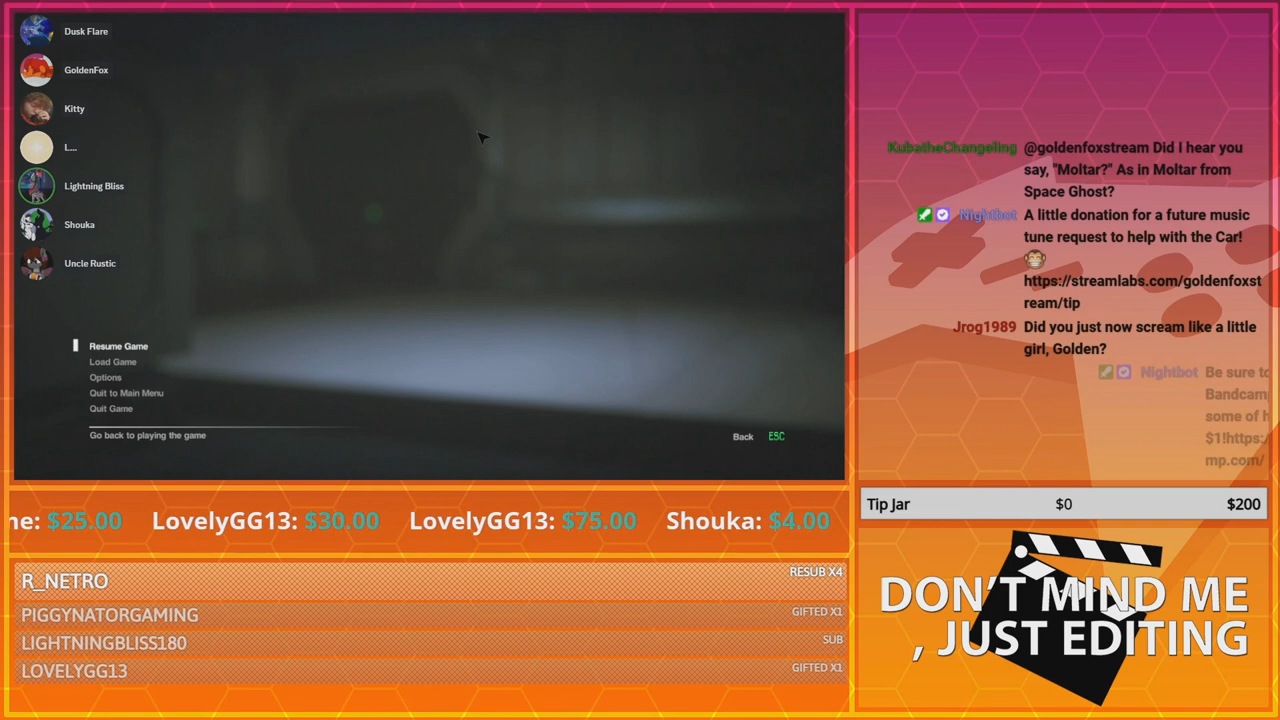 Dusk Flare
GoldenFox
Kitty
L...
Lightning Bliss
Shouka
Uncle Rustic
Resume Game
Load Game
Options
Quit to Main Menu
Quit Game
Go back to playing the game
Back ESC
KubatheChangeling @goldenfoxstream Did I hear you
say, "Moltar?" As in Moltar from
Space Ghost?
Nightbot A little donation for a future music
tune request to help with the Car!
https://streamlabs.com/goldenfoxst
ream/tip
Jrog1989 Did you just now scream like a little
girl, Golden?
Nightbot Be sure to
Bandcam
some of h
$1!https:/
mp.com/
Tip Jar $0 $200
ne: $25.00 LovelyGG13: $30.00 LovelyGG13: $75.00 Shouka: $4.00
R_NETRO RESUB X4
PIGGYNATORGAMING GIFTED X1
LIGHTNINGBLISS180 SUB
LOVELYGG13 GIFTED X1
DON'T MIND ME
, JUST EDITING